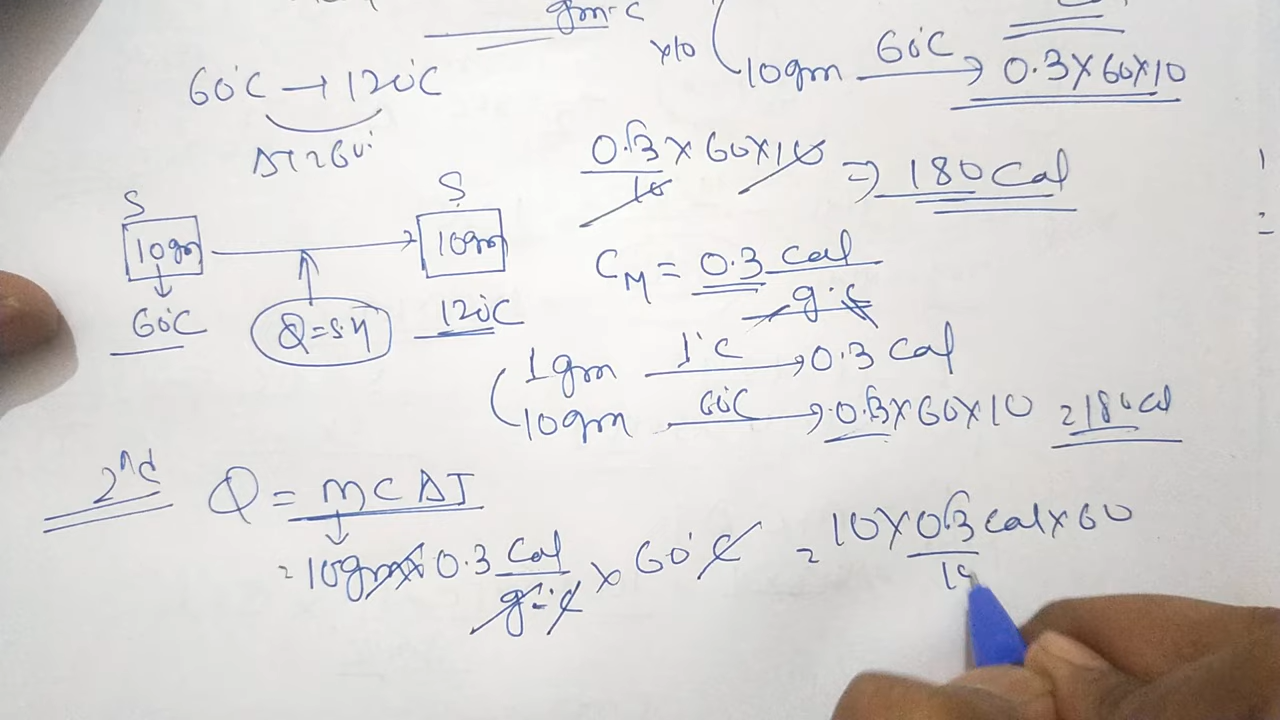 gm·c
60°C → 120°C
ΔT=60°
×10
10gm 60°C → 0.3×60×10
0.3×60×10
10
⇒ 180 Cal
S
10gm
60°C
Q=?
S
10gm
120°C
C_M = 0.3 Cal
g·c
1gm 1°C → 0.3 Cal
10gm 60°C → 0.3×60×10 = 180 Cal
2nd Q = mCΔT
= 10gm × 0.3 Cal × 60°C = 10×0.3 Cal×60
g·°c
10